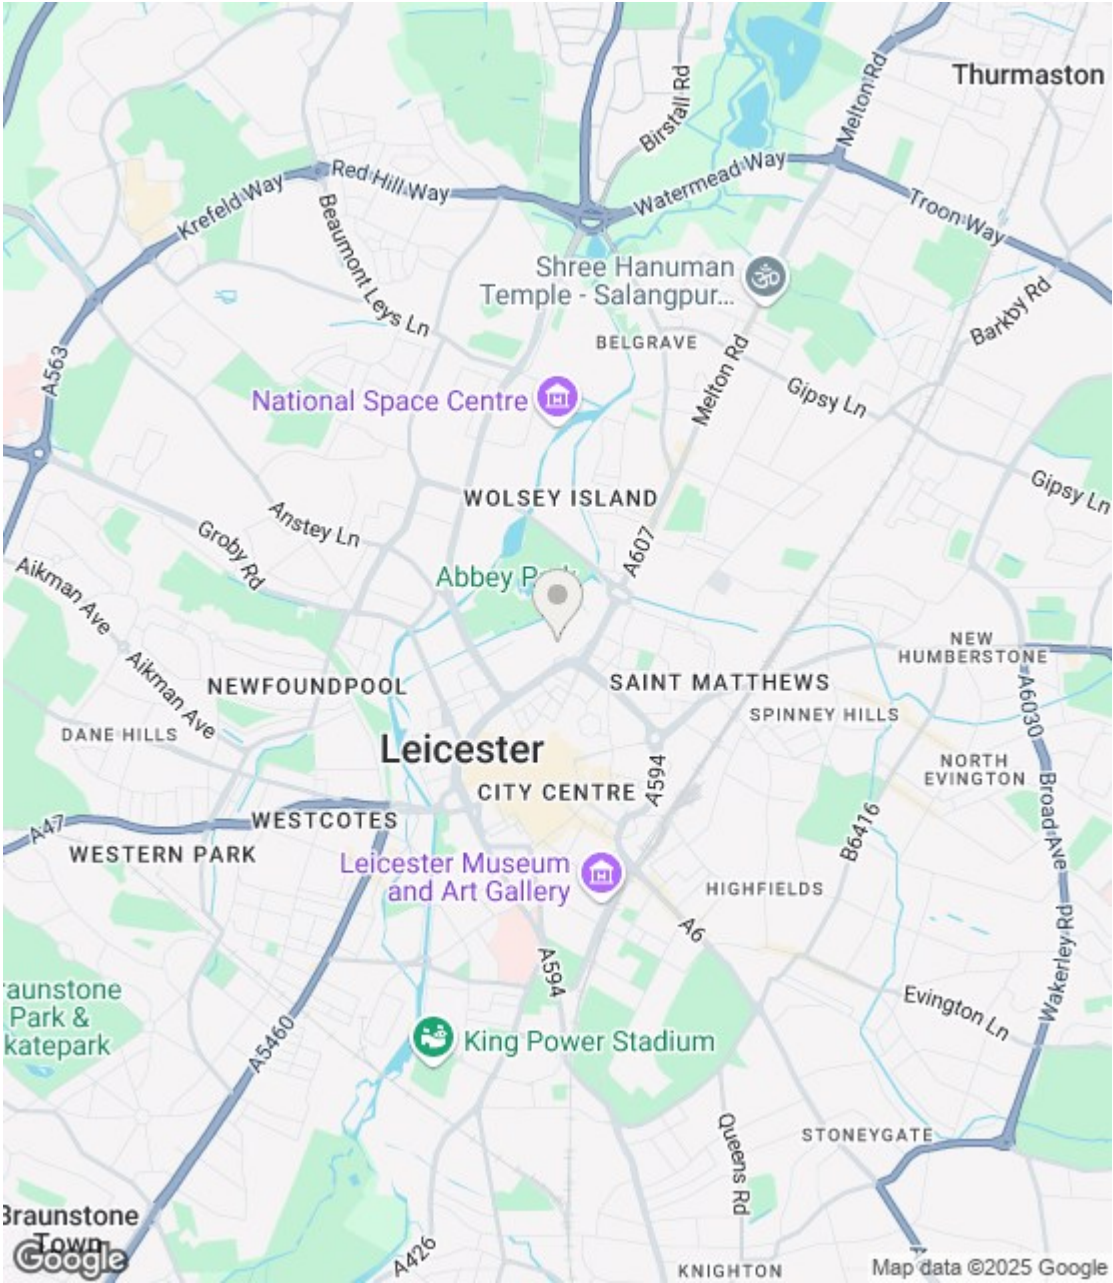 Thurmaston
Melton Rd
Birstall Rd
Red Hill Way
Krefeld Way
Watermead Way
Troon Way
Beaumont Leys Ln
Shree Hanuman
Temple - Salangpur...
Barkby Rd
BELGRAVE
A563
Melton Rd
Gipsy Ln
National Space Centre
Gipsy Ln
WOLSEY ISLAND
Anstey Ln
Groby Rd
A607
Aikman Ave
Abbey
Aikman Ave
NEW
HUMBERSTONE
NEWFOUNDPOOL
SAINT MATTHEWS
A6030
SPINNEY HILLS
DANE HILLS
Leicester
NORTH
EVINGTON
CITY CENTRE
A594
Broad Ave
A47
WESTCOTES
B6416
WESTERN PARK
Leicester Museum
and Art Gallery
HIGHFIELDS
A6
A594
Wakerley Rd
raunstone
Park &
katepark
Evington Ln
A5460
King Power Stadium
Queens Rd
STONEYGATE
Braunstone
Town
Google
A426
KNIGHTON
Map data ©2025 Google